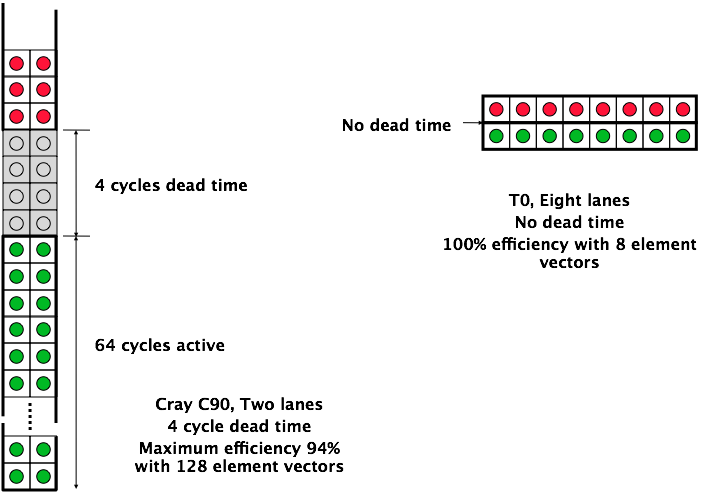 No dead time
4 cycles dead time
T0, Eight lanes
No dead time
100% efficiency with 8 element
vectors
64 cycles active
Cray C90, Two lanes
4 cycle dead time
Maximum efficiency 94%
with 128 element vectors